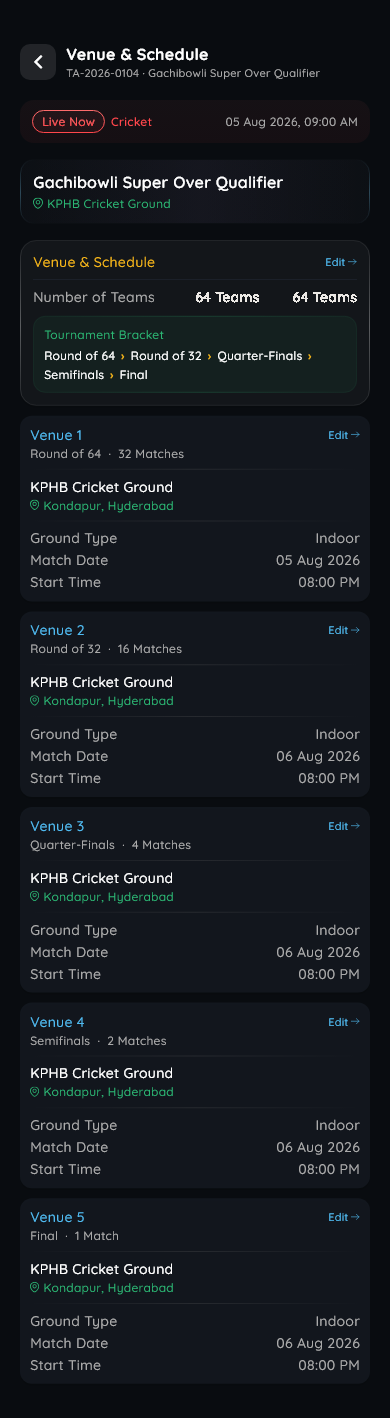 Venue & Schedule
TA-2026-0104 · Gachibowli Super Over Qualifier
Live Now Cricket 05 Aug 2026, 09:00 AM
Gachibowli Super Over Qualifier
KPHB Cricket Ground
Venue & Schedule Edit →
Number of Teams 64 Teams 64 Teams
Tournament Bracket
Round of 64 › Round of 32 › Quarter-Finals ›
Semifinals › Final
Venue 1 Edit →
Round of 64 · 32 Matches
KPHB Cricket Ground
Kondapur, Hyderabad
Ground Type Indoor
Match Date 05 Aug 2026
Start Time 08:00 PM
Venue 2 Edit →
Round of 32 · 16 Matches
KPHB Cricket Ground
Kondapur, Hyderabad
Ground Type Indoor
Match Date 06 Aug 2026
Start Time 08:00 PM
Venue 3 Edit →
Quarter-Finals · 4 Matches
KPHB Cricket Ground
Kondapur, Hyderabad
Ground Type Indoor
Match Date 06 Aug 2026
Start Time 08:00 PM
Venue 4 Edit →
Semifinals · 2 Matches
KPHB Cricket Ground
Kondapur, Hyderabad
Ground Type Indoor
Match Date 06 Aug 2026
Start Time 08:00 PM
Venue 5 Edit →
Final · 1 Match
KPHB Cricket Ground
Kondapur, Hyderabad
Ground Type Indoor
Match Date 06 Aug 2026
Start Time 08:00 PM